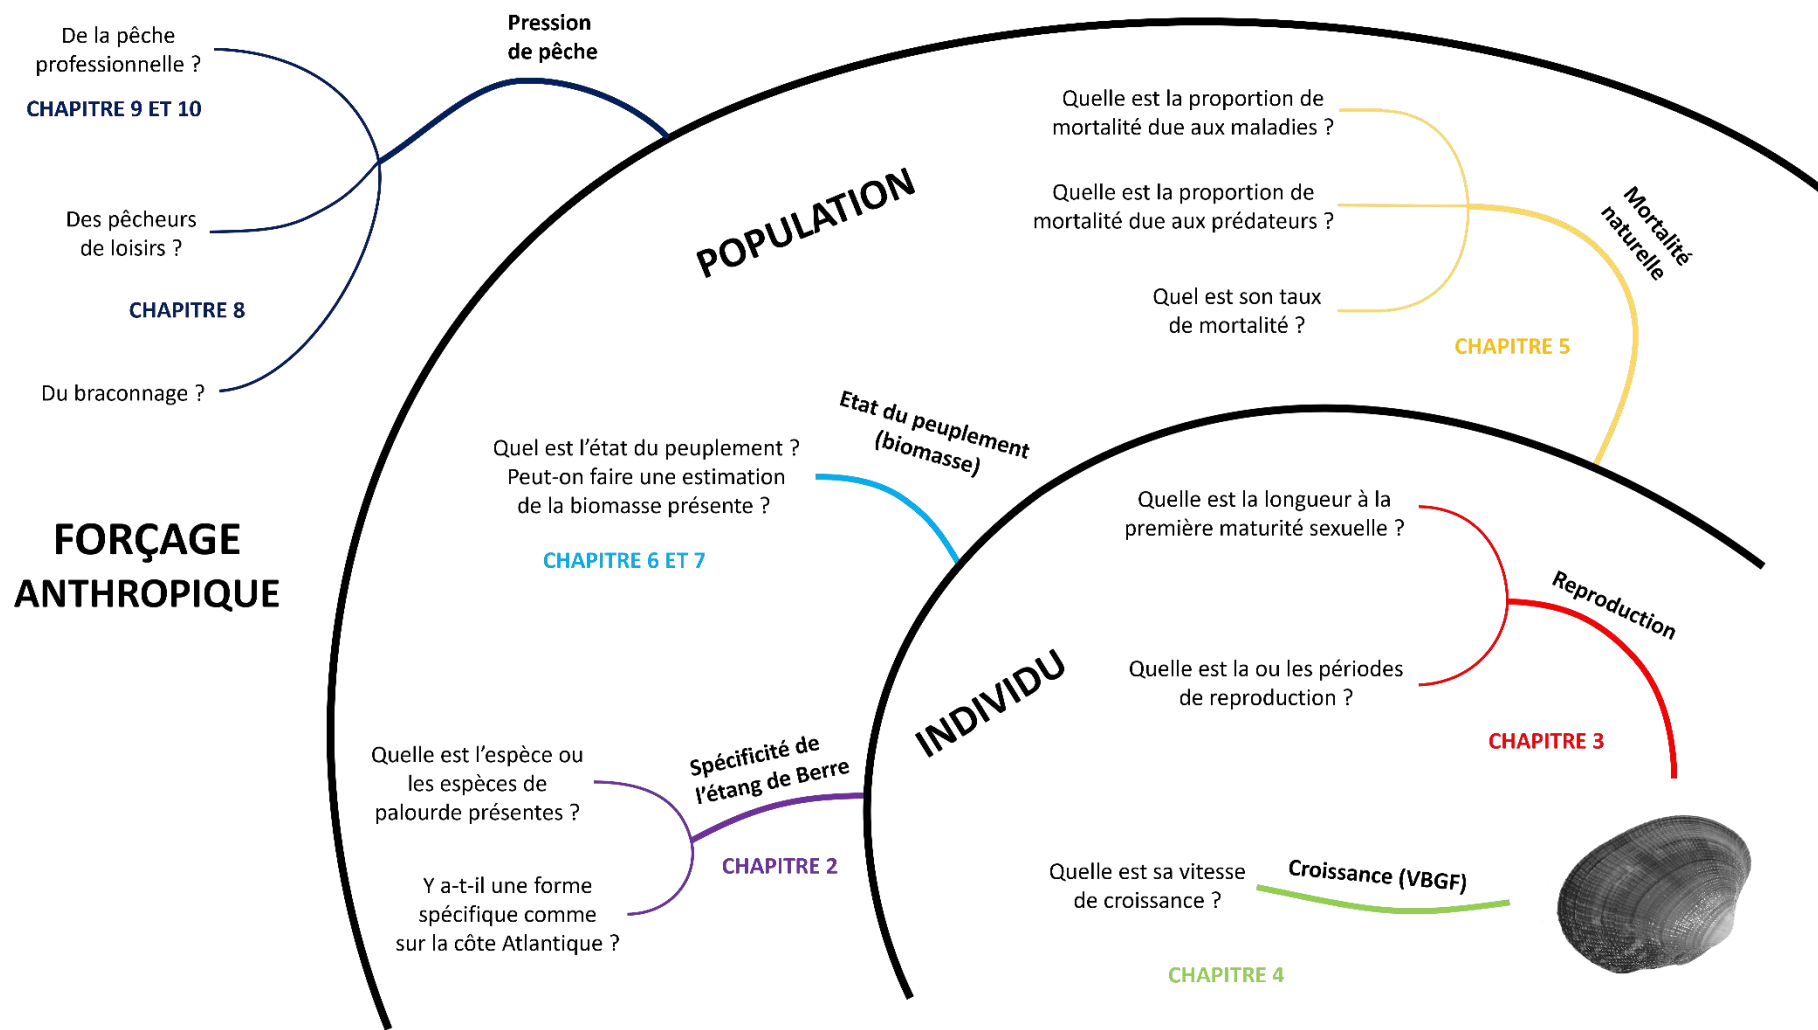 De la pêche
professionnelle ?
CHAPITRE 9 ET 10
Pression
de pêche
Des pêcheurs
de loisirs ?
CHAPITRE 8
Du braconnage ?
FORÇAGE
ANTHROPIQUE
POPULATION
Quelle est la proportion de
mortalité due aux maladies ?
Quelle est la proportion de
mortalité due aux prédateurs ?
Quel est son taux
de mortalité ?
Mortalité
naturelle
CHAPITRE 5
Etat du peuplement
(biomasse)
Quel est l’état du peuplement ?
Peut-on faire une estimation
de la biomasse présente ?
CHAPITRE 6 ET 7
Quelle est l’espèce ou
les espèces de
palourde présentes ?
Spécificité de
l’étang de Berre
CHAPITRE 2
Y a-t-il une forme
spécifique comme
sur la côte Atlantique ?
INDIVIDU
Quelle est la longueur à la
première maturité sexuelle ?
Reproduction
Quelle est la ou les périodes
de reproduction ?
CHAPITRE 3
Quelle est sa vitesse
de croissance ?
Croissance (VBGF)
CHAPITRE 4